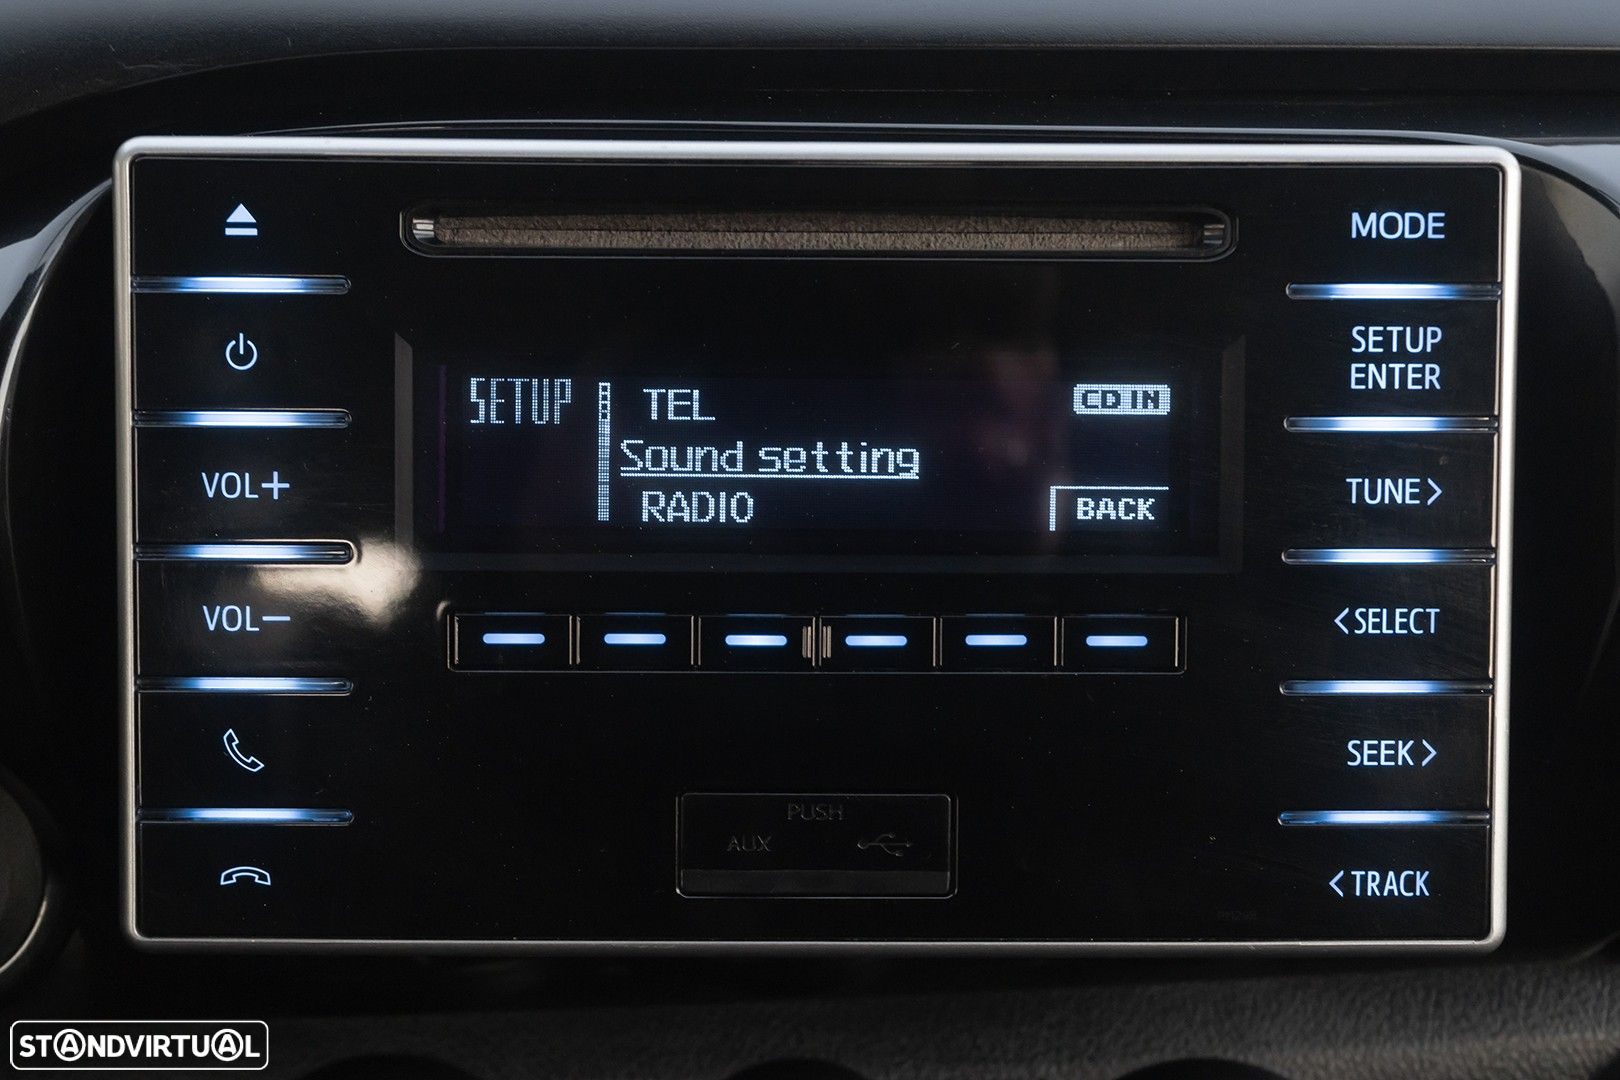 MODE
VOL+
VOL−
SETUP
ENTER
TUNE>
<SELECT
SEEK>
<TRACK
SETUP
TEL
CD IN
Sound setting
RADIO
BACK
PUSH
AUX
STANDVIRTUAL